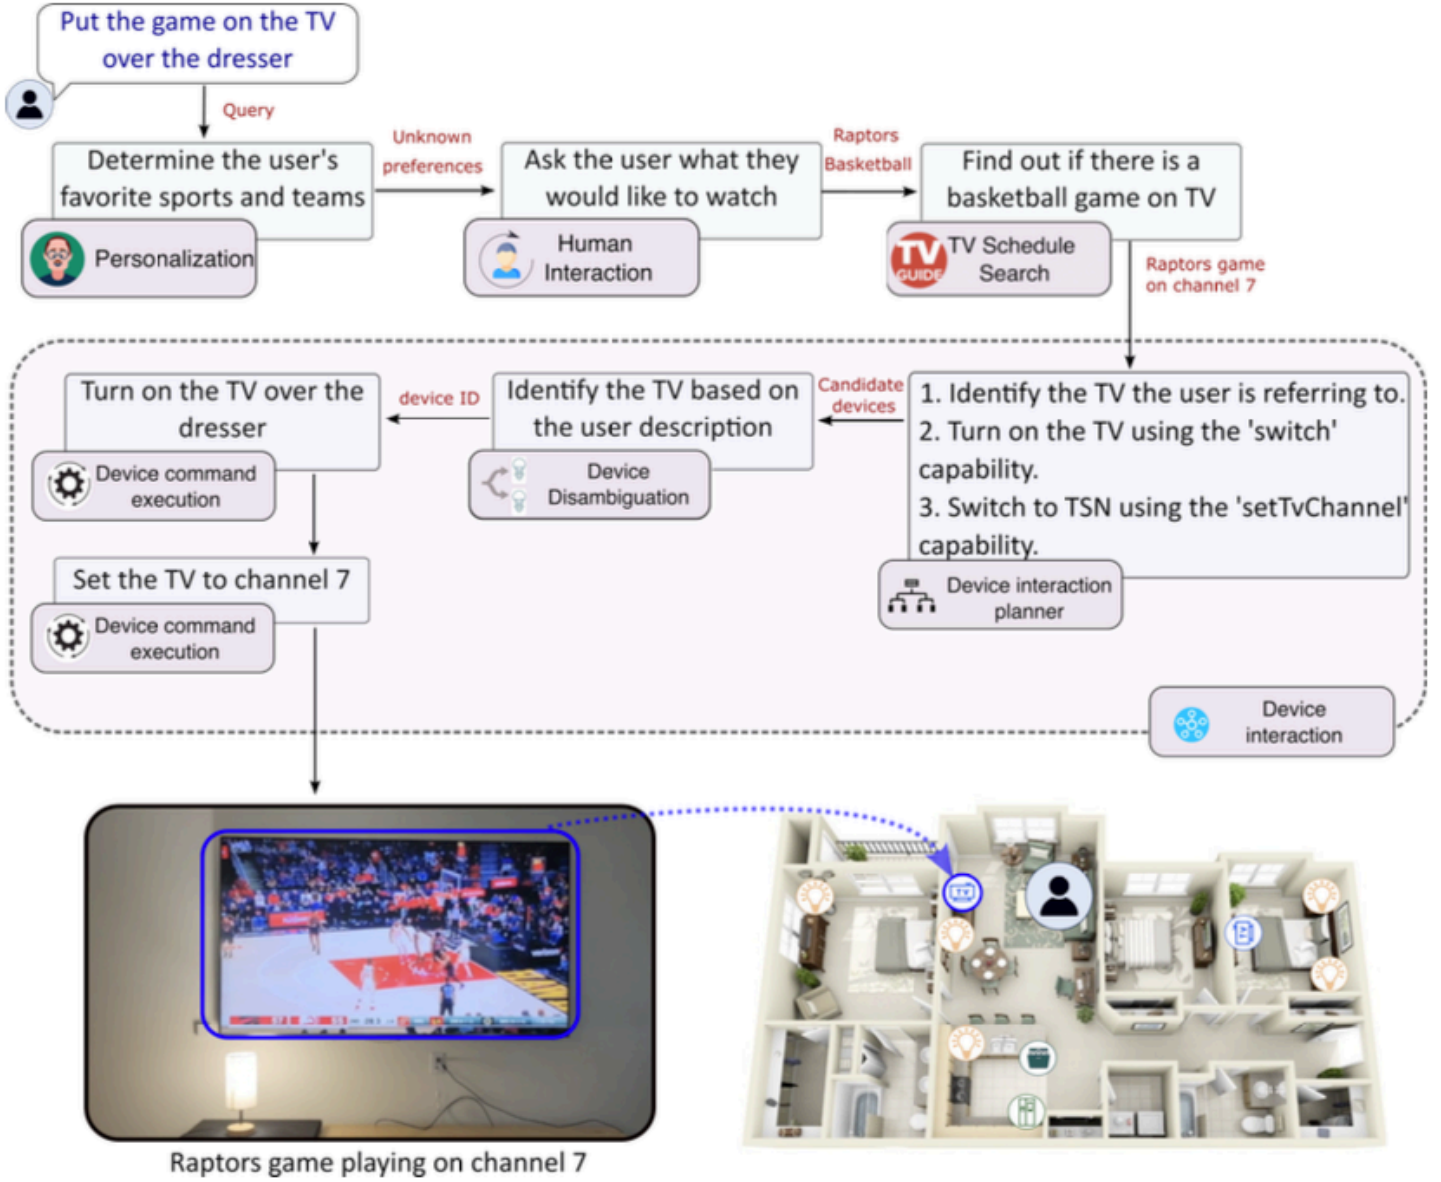 Put the game on the TV
over the dresser
Query
Determine the user's
favorite sports and teams
Personalization
Unknown
preferences
Ask the user what they
would like to watch
Human
Interaction
Raptors
Basketball
Find out if there is a
basketball game on TV
TV
GUIDE
TV Schedule
Search
Raptors game
on channel 7
1. Identify the TV the user is referring to.
2. Turn on the TV using the 'switch'
capability.
3. Switch to TSN using the 'setTvChannel'
capability.
Device interaction
planner
Candidate
devices
Identify the TV based on
the user description
Device
Disambiguation
device ID
Turn on the TV over the
dresser
Device command
execution
Set the TV to channel 7
Device command
execution
Device
interaction
TV
Raptors game playing on channel 7